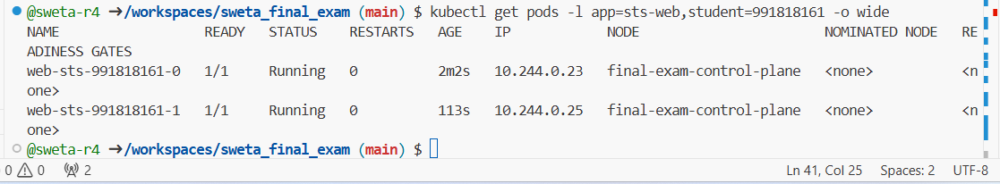 @sweta-r4 ➜/workspaces/sweta_final_exam (main) $ kubectl get pods -l app=sts-web,student=991818161 -o wide
NAME                  READY   STATUS    RESTARTS   AGE    IP            NODE                       NOMINATED NODE   RE
ADINESS GATES
web-sts-991818161-0   1/1     Running   0          2m2s   10.244.0.23   final-exam-control-plane   <none>           <n
one>
web-sts-991818161-1   1/1     Running   0          113s   10.244.0.25   final-exam-control-plane   <none>           <n
one>
@sweta-r4 ➜/workspaces/sweta_final_exam (main) $
0 0 2 Ln 41, Col 25 Spaces: 2 UTF-8